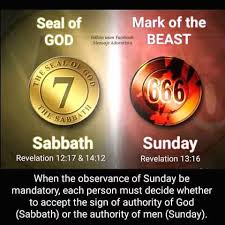 Seal of
GOD
Mark of the
BEAST
THE SEAL OF GOD
7
THE SABBATH
666
Sabbath
Revelation 12:17 & 14:12
Sunday
Revelation 13:16
When the observance of Sunday be
mandatory, each person must decide whether
to accept the sign of authority of God
(Sabbath) or the authority of men (Sunday).